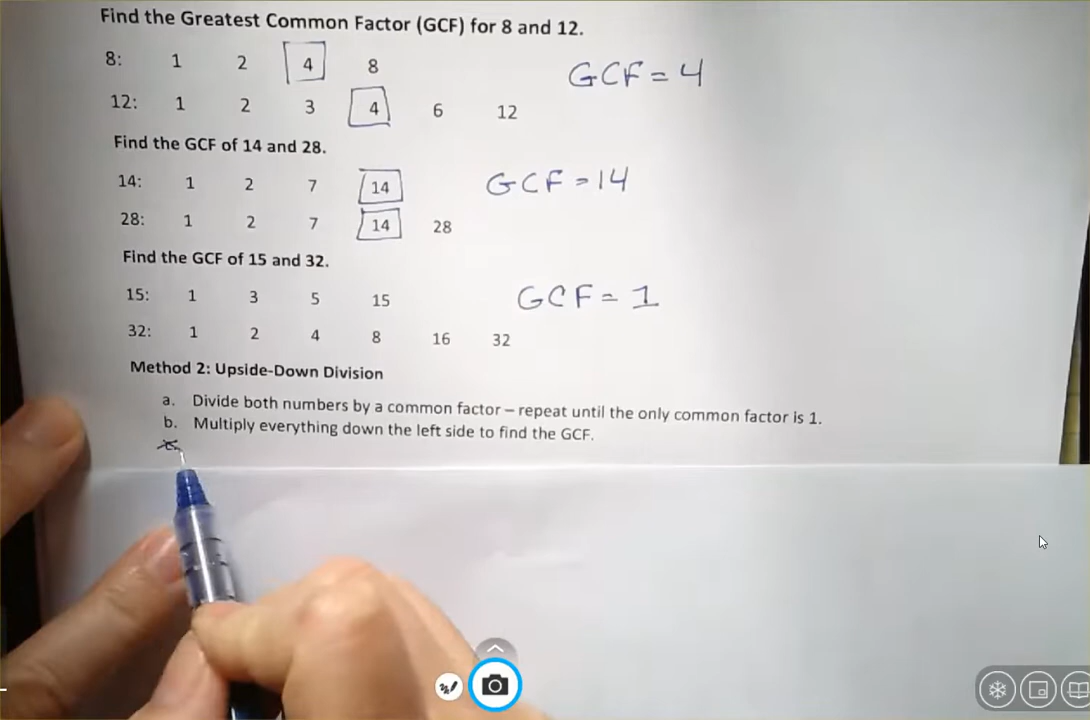 Find the Greatest Common Factor (GCF) for 8 and 12.
8: 1 2 4 8 GCF = 4
12: 1 2 3 4 6 12
Find the GCF of 14 and 28.
14: 1 2 7 14 GCF = 14
28: 1 2 7 14 28
Find the GCF of 15 and 32.
15: 1 3 5 15 GCF = 1
32: 1 2 4 8 16 32
Method 2: Upside-Down Division
a. Divide both numbers by a common factor – repeat until the only common factor is 1.
b. Multiply everything down the left side to find the GCF.